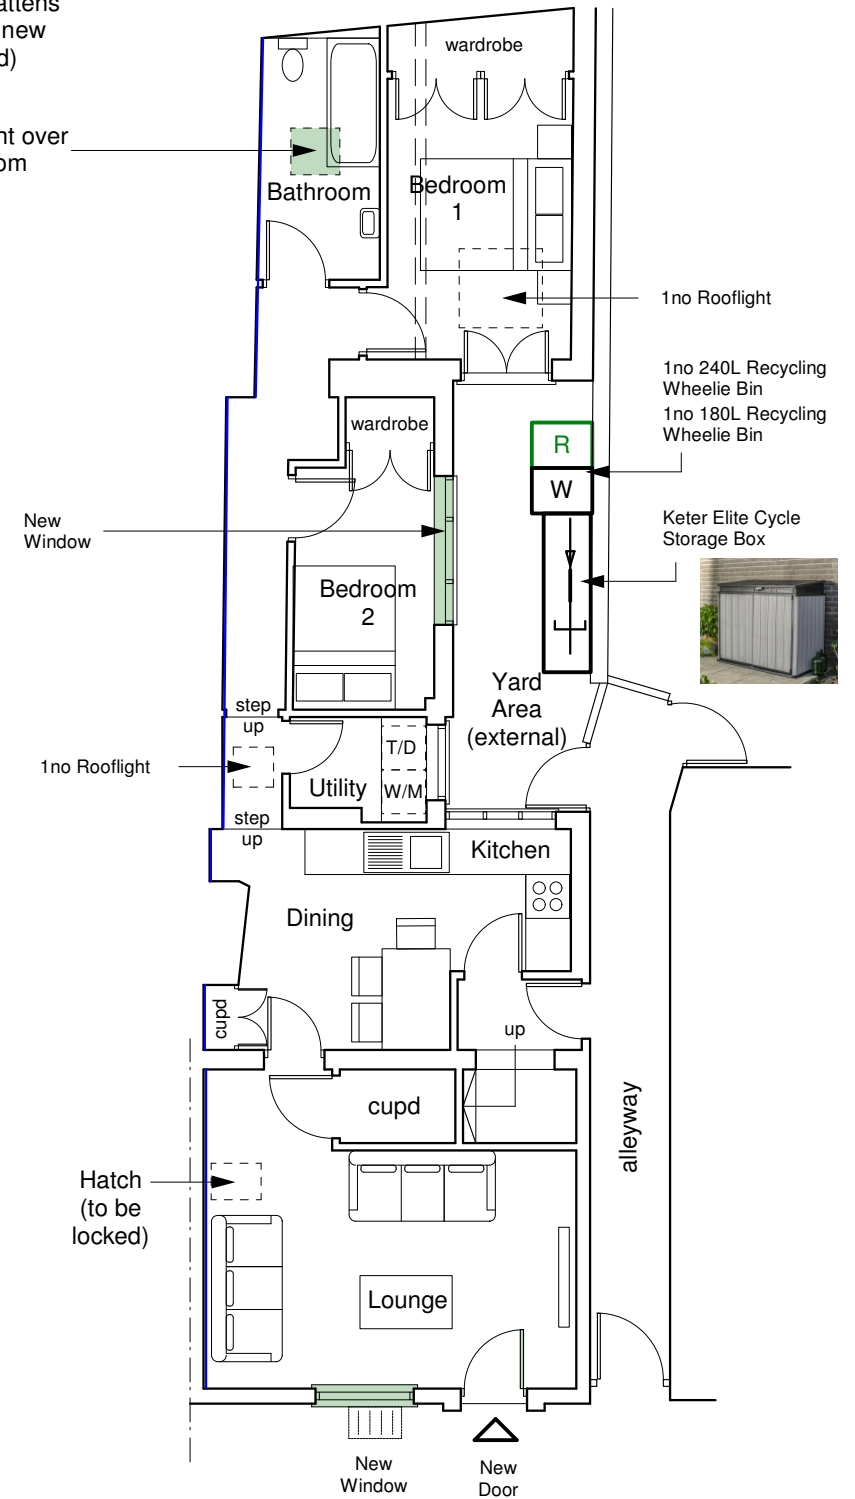 new
wardrobe
over
Bathroom
Bedroom
1
1no Rooflight
1no 240L Recycling
Wheelie Bin
1no 180L Recycling
Wheelie Bin
wardrobe
R
W
New
Window
Keter Elite Cycle
Storage Box
Bedroom
2
Yard
Area
(external)
step
up
1no Rooflight
T/D
Utility
W/M
step
up
Kitchen
Dining
cupd
up
cupd
alleyway
Hatch
(to be
locked)
Lounge
New
Window
New
Door